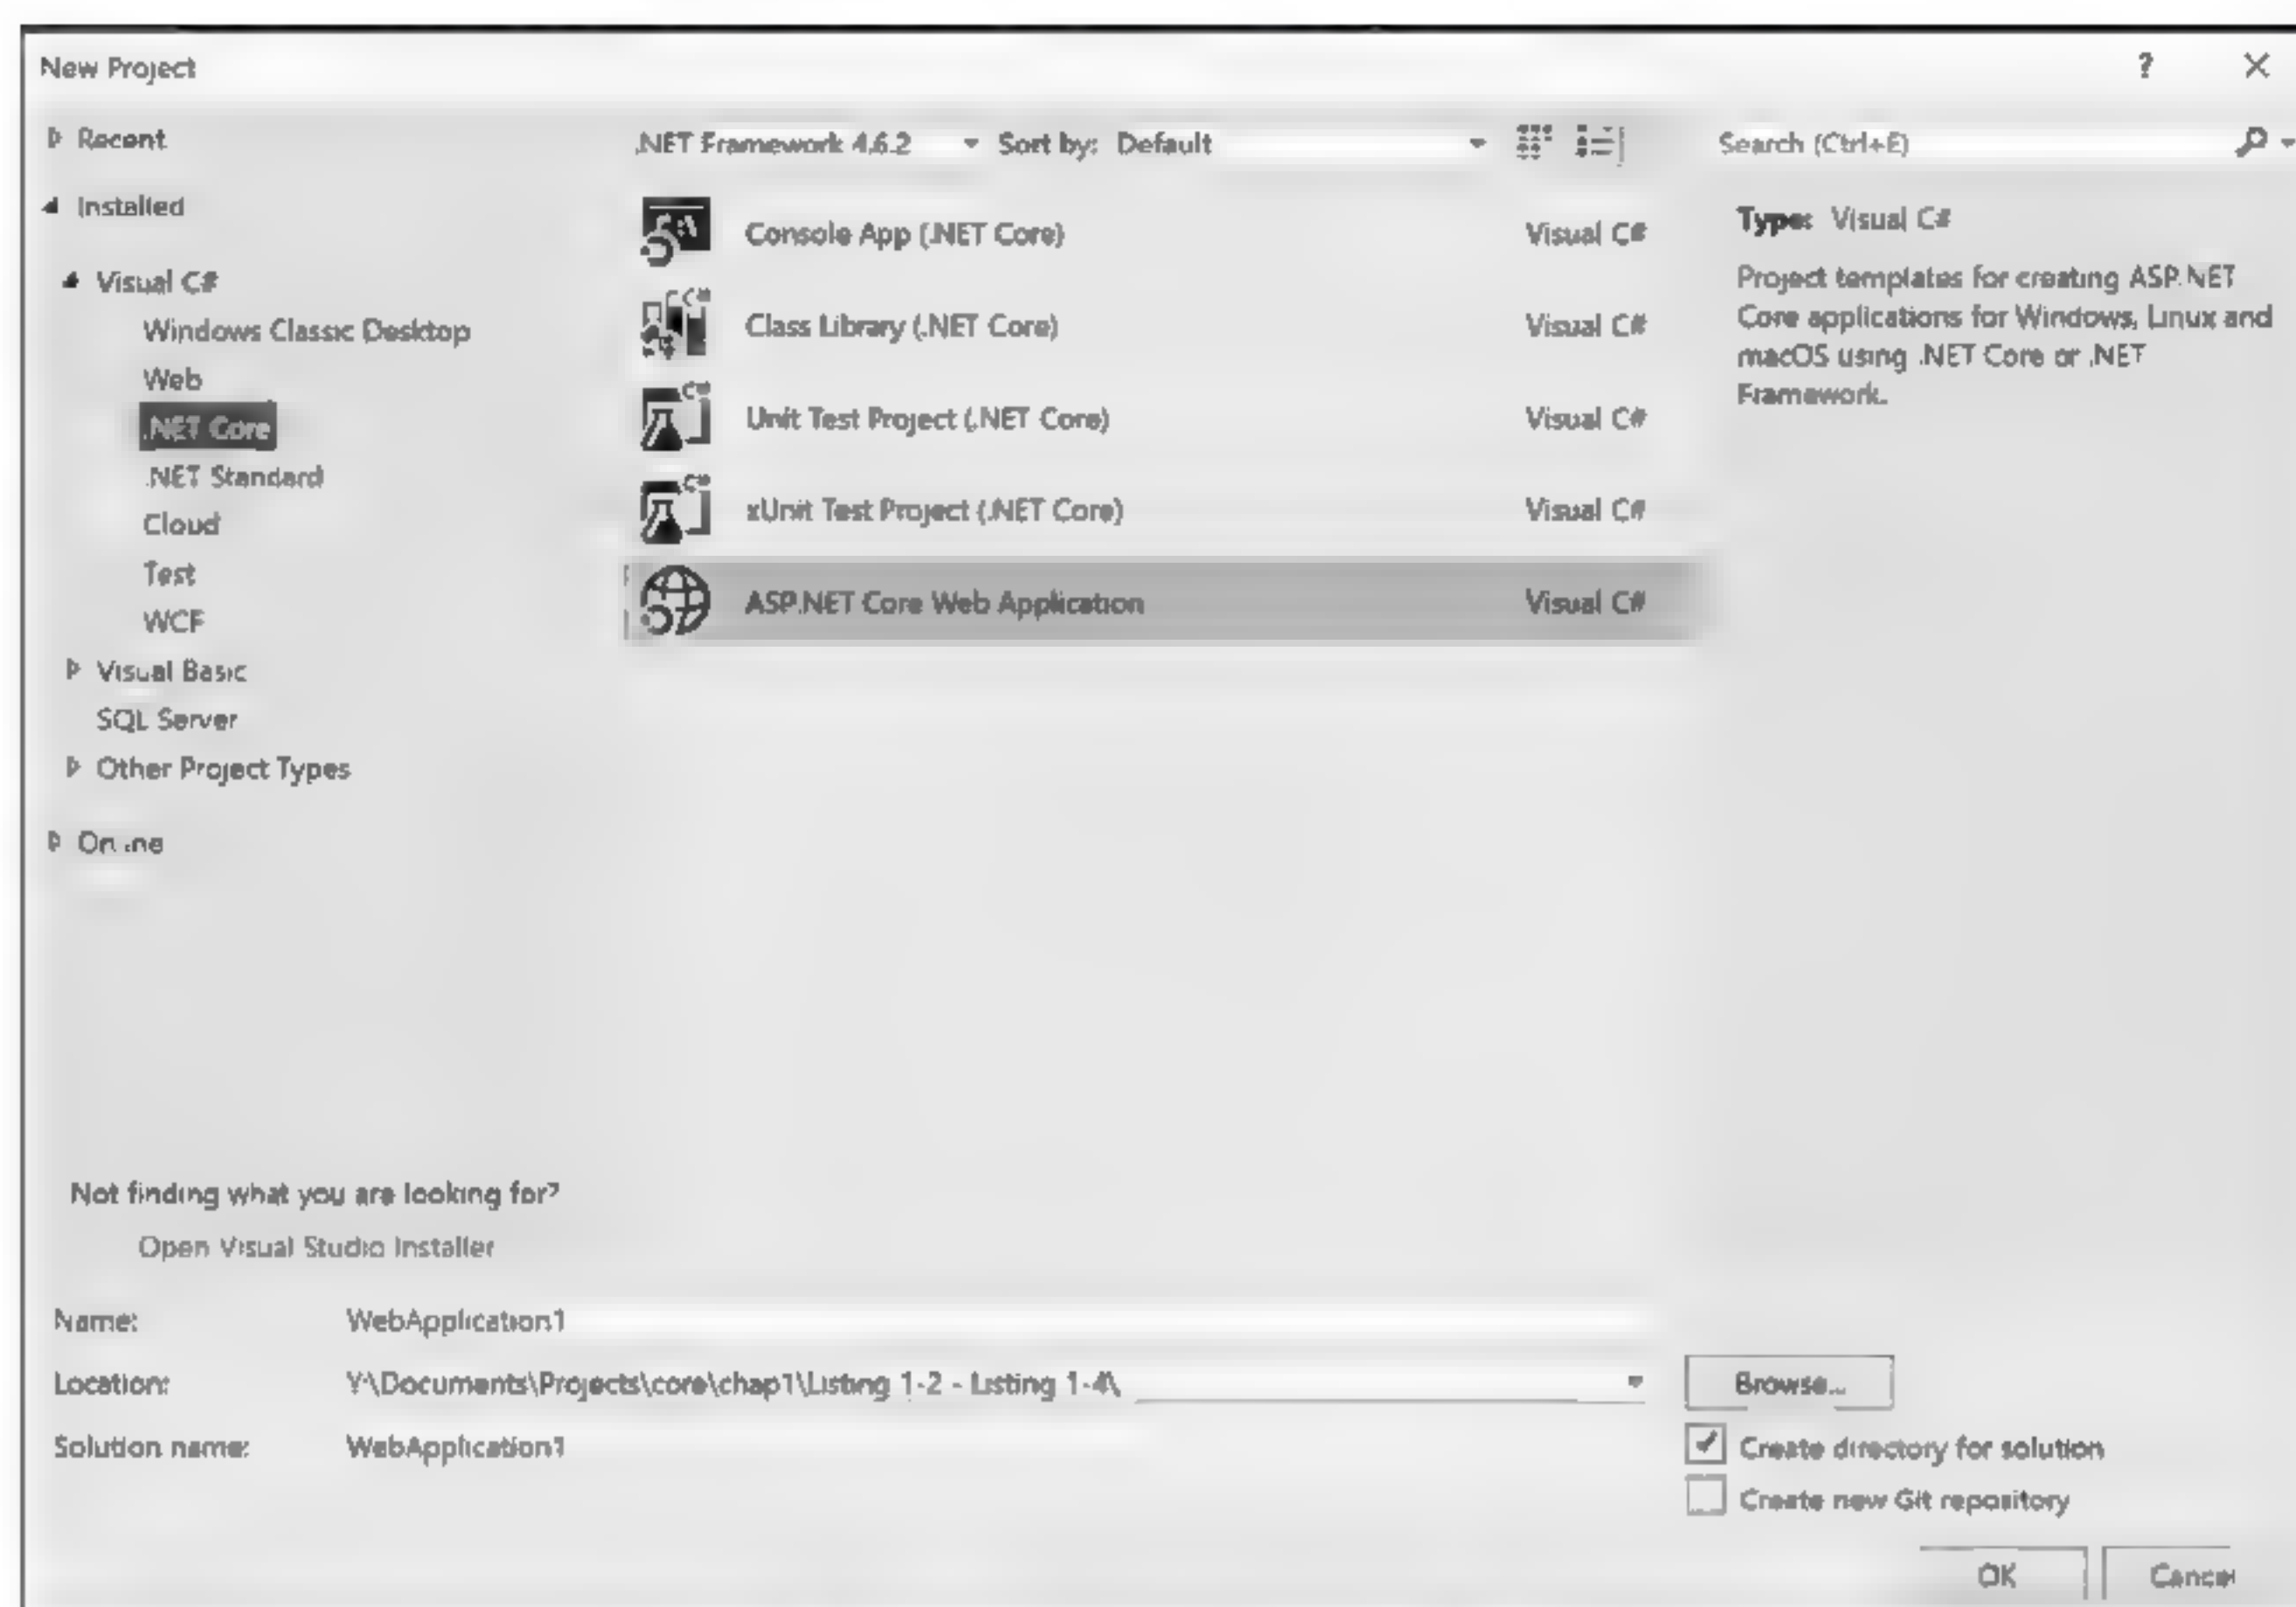 New Project
? ×
Recent
Installed
Visual C#
Windows Classic Desktop
Web
.NET Core
.NET Standard
Cloud
Test
WCF
Visual Basic
SQL Server
Other Project Types
Online
Not finding what you are looking for?
Open Visual Studio Installer
.NET Framework 4.6.2
Sort by: Default
Console App (.NET Core) Visual C#
Class Library (.NET Core) Visual C#
Unit Test Project (.NET Core) Visual C#
xUnit Test Project (.NET Core) Visual C#
ASP.NET Core Web Application Visual C#
Search (Ctrl+E)
Type: Visual C#
Project templates for creating ASP.NET
Core applications for Windows, Linux and
macOS using .NET Core or .NET
Framework.
Name: WebApplication1
Location: Y:\Documents\Projects\core\chap1\Listing 1-2 - Listing 1-4\
Browse...
Solution name: WebApplication1
Create directory for solution
Create new Git repository
OK
Cancel